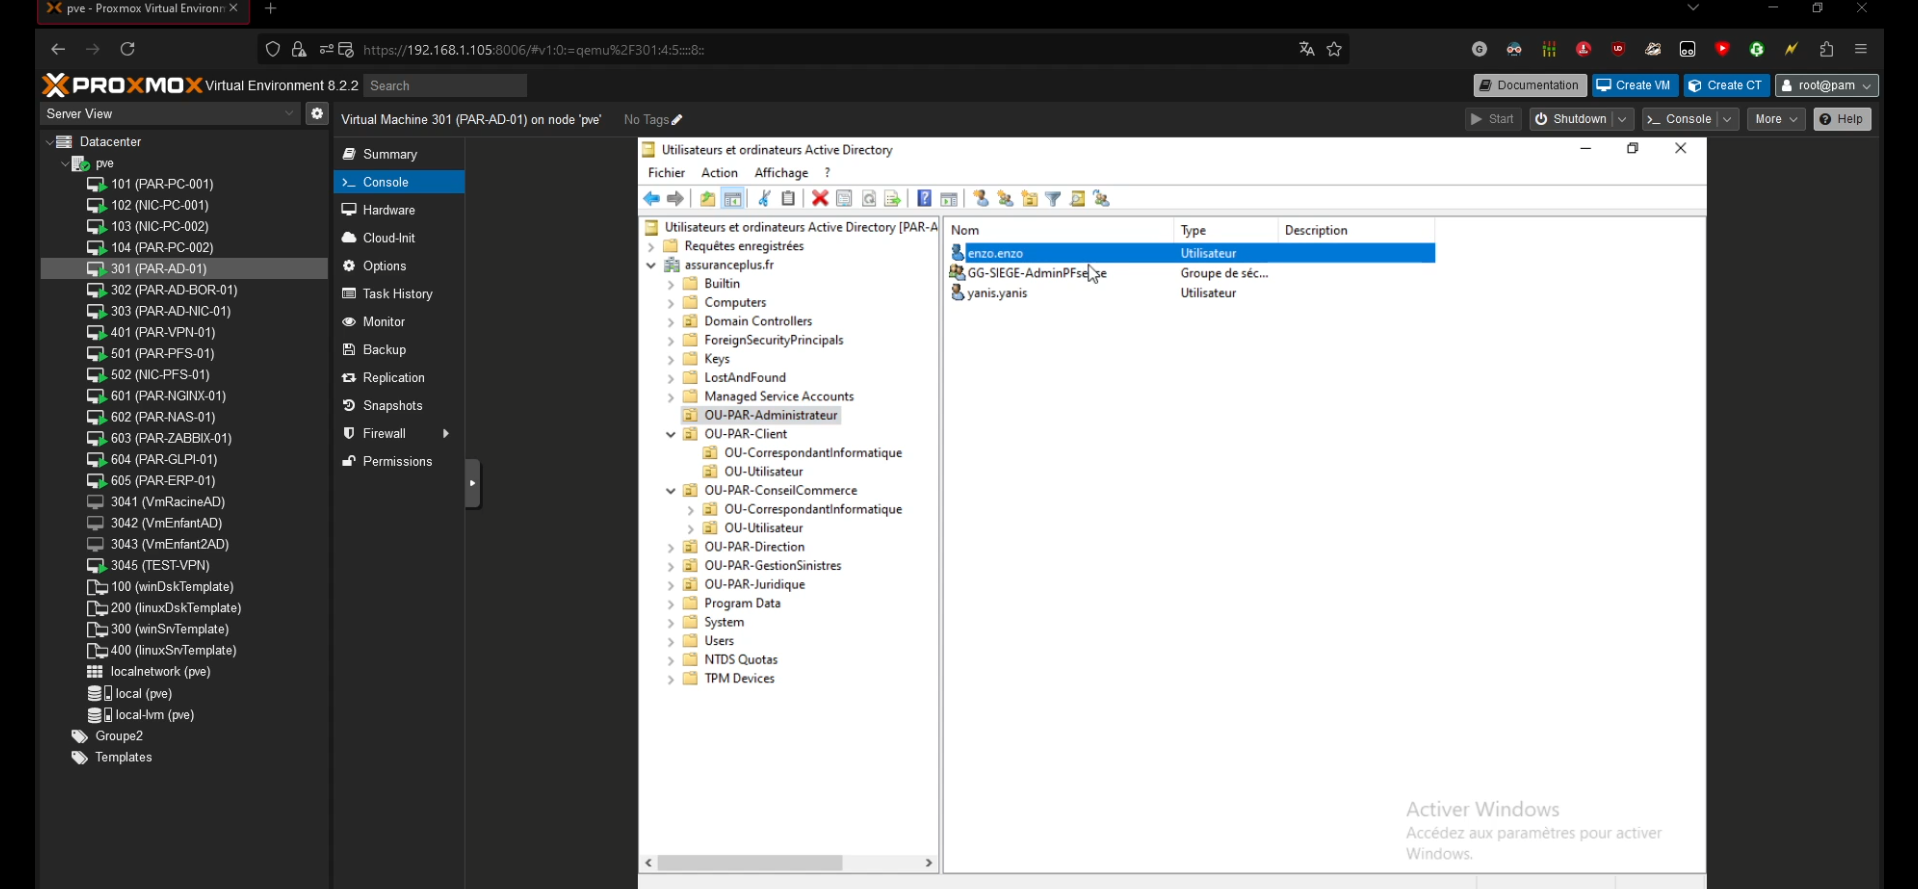 pve - Proxmox Virtual Environ
https://192.168.1.105:8006/#v1:0:=qemu%2F301:4:5::::8::
PROXMOX Virtual Environment 8.2.2 Search
Documentation Create VM Create CT root@pam
Server View
Virtual Machine 301 (PAR-AD-01) on node 'pve' No Tags
Start Shutdown Console More Help
Datacenter
pve
101 (PAR-PC-001)
102 (NIC-PC-001)
103 (NIC-PC-002)
104 (PAR-PC-002)
301 (PAR-AD-01)
302 (PAR-AD-BOR-01)
303 (PAR-AD-NIC-01)
401 (PAR-VPN-01)
501 (PAR-PFS-01)
502 (NIC-PFS-01)
601 (PAR-NGINX-01)
602 (PAR-NAS-01)
603 (PAR-ZABBIX-01)
604 (PAR-GLPI-01)
605 (PAR-ERP-01)
3041 (VmRacineAD)
3042 (VmEnfantAD)
3043 (VmEnfant2AD)
3045 (TEST-VPN)
100 (winDskTemplate)
200 (linuxDskTemplate)
300 (winSrvTemplate)
400 (linuxSrvTemplate)
localnetwork (pve)
local (pve)
local-lvm (pve)
Groupe2
Templates
Summary
Console
Hardware
Cloud-Init
Options
Task History
Monitor
Backup
Replication
Snapshots
Firewall
Permissions
Utilisateurs et ordinateurs Active Directory
Fichier Action Affichage ?
Utilisateurs et ordinateurs Active Directory [PAR-A
Requêtes enregistrées
assuranceplus.fr
Builtin
Computers
Domain Controllers
ForeignSecurityPrincipals
Keys
LostAndFound
Managed Service Accounts
OU-PAR-Administrateur
OU-PAR-Client
OU-CorrespondantInformatique
OU-Utilisateur
OU-PAR-ConseilCommerce
OU-CorrespondantInformatique
OU-Utilisateur
OU-PAR-Direction
OU-PAR-GestionSinistres
OU-PAR-Juridique
Program Data
System
Users
NTDS Quotas
TPM Devices
Nom Type Description
enzo.enzo Utilisateur
GG-SIEGE-AdminPFsense Groupe de séc...
yanis.yanis Utilisateur
Activer Windows
Accédez aux paramètres pour activer
Windows.